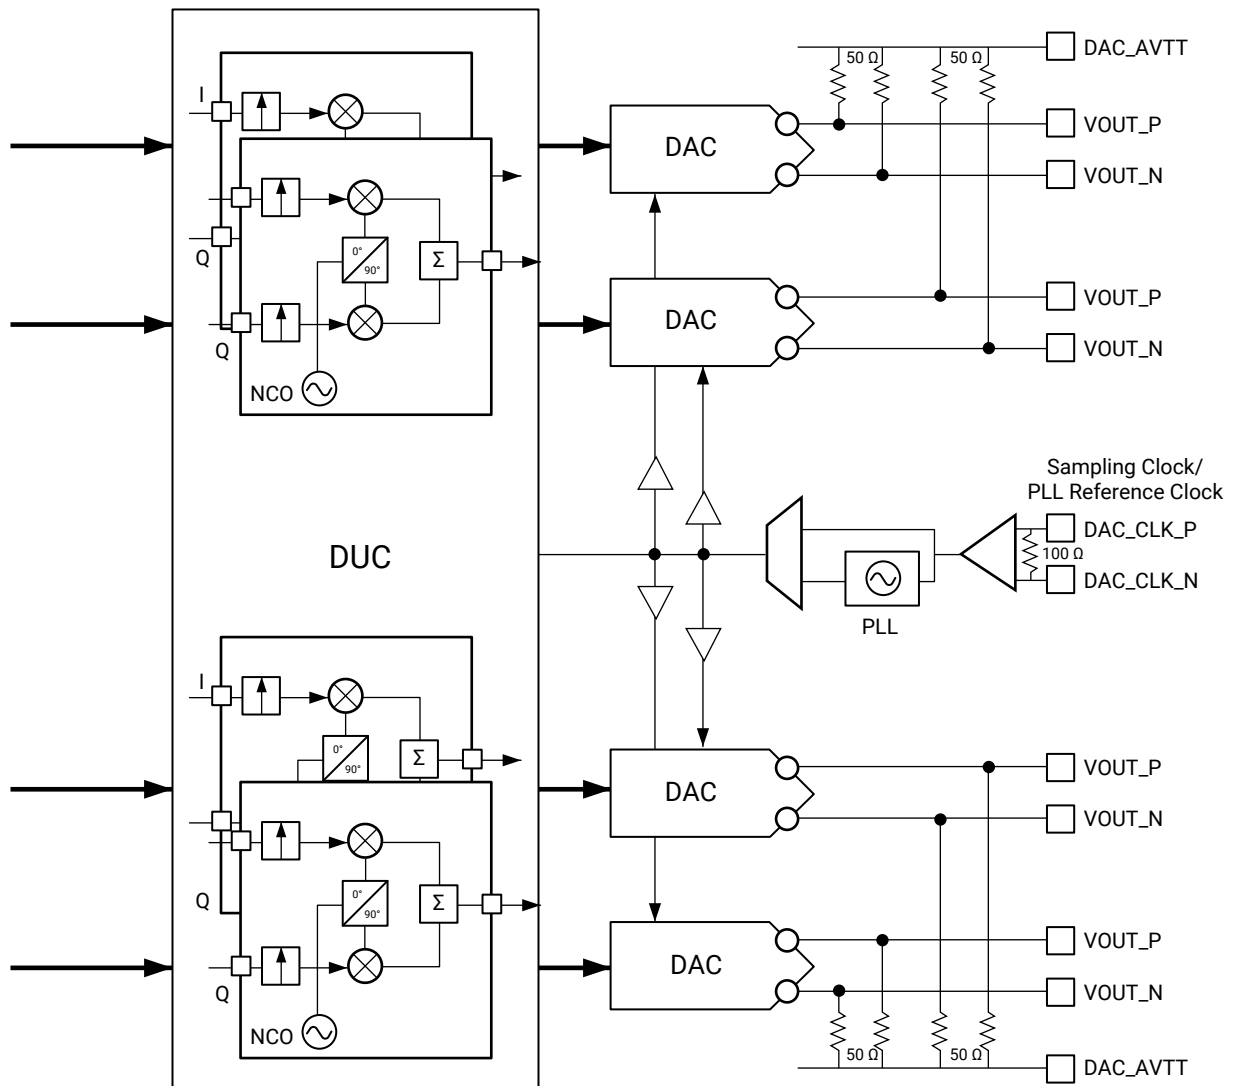 DAC_AVTT
50 Ω
50 Ω
I
DAC
VOUT_P
VOUT_N
Q
0°
90°
Σ
Q
NCO
DAC
VOUT_P
VOUT_N
Sampling Clock/
PLL Reference Clock
DAC_CLK_P
100 Ω
DAC_CLK_N
DUC
PLL
I
0°
90°
Σ
DAC
VOUT_P
VOUT_N
Q
0°
90°
Σ
Q
NCO
DAC
VOUT_P
VOUT_N
50 Ω
50 Ω
DAC_AVTT